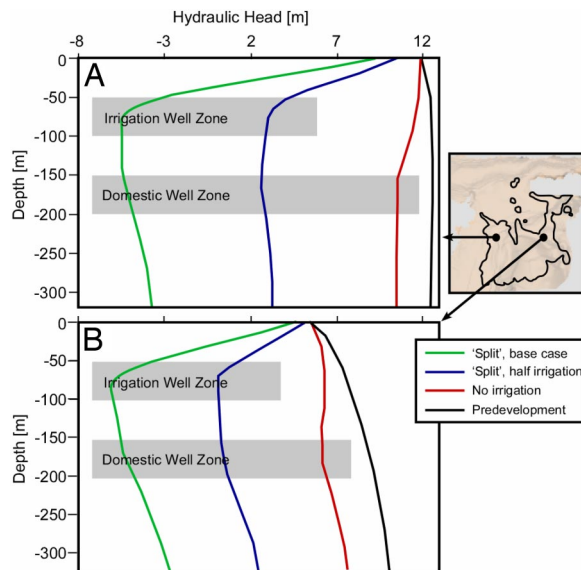 Hydraulic Head [m]
-8 -3 2 7 12
0
A
-50
Irrigation Well Zone
-100
-150
Domestic Well Zone
-200
-250
-300
Depth [m]
0
B
-50
Irrigation Well Zone
-100
-150
Domestic Well Zone
-200
-250
-300
Depth [m]
'Split', base case
'Split', half irrigation
No irrigation
Predevelopment